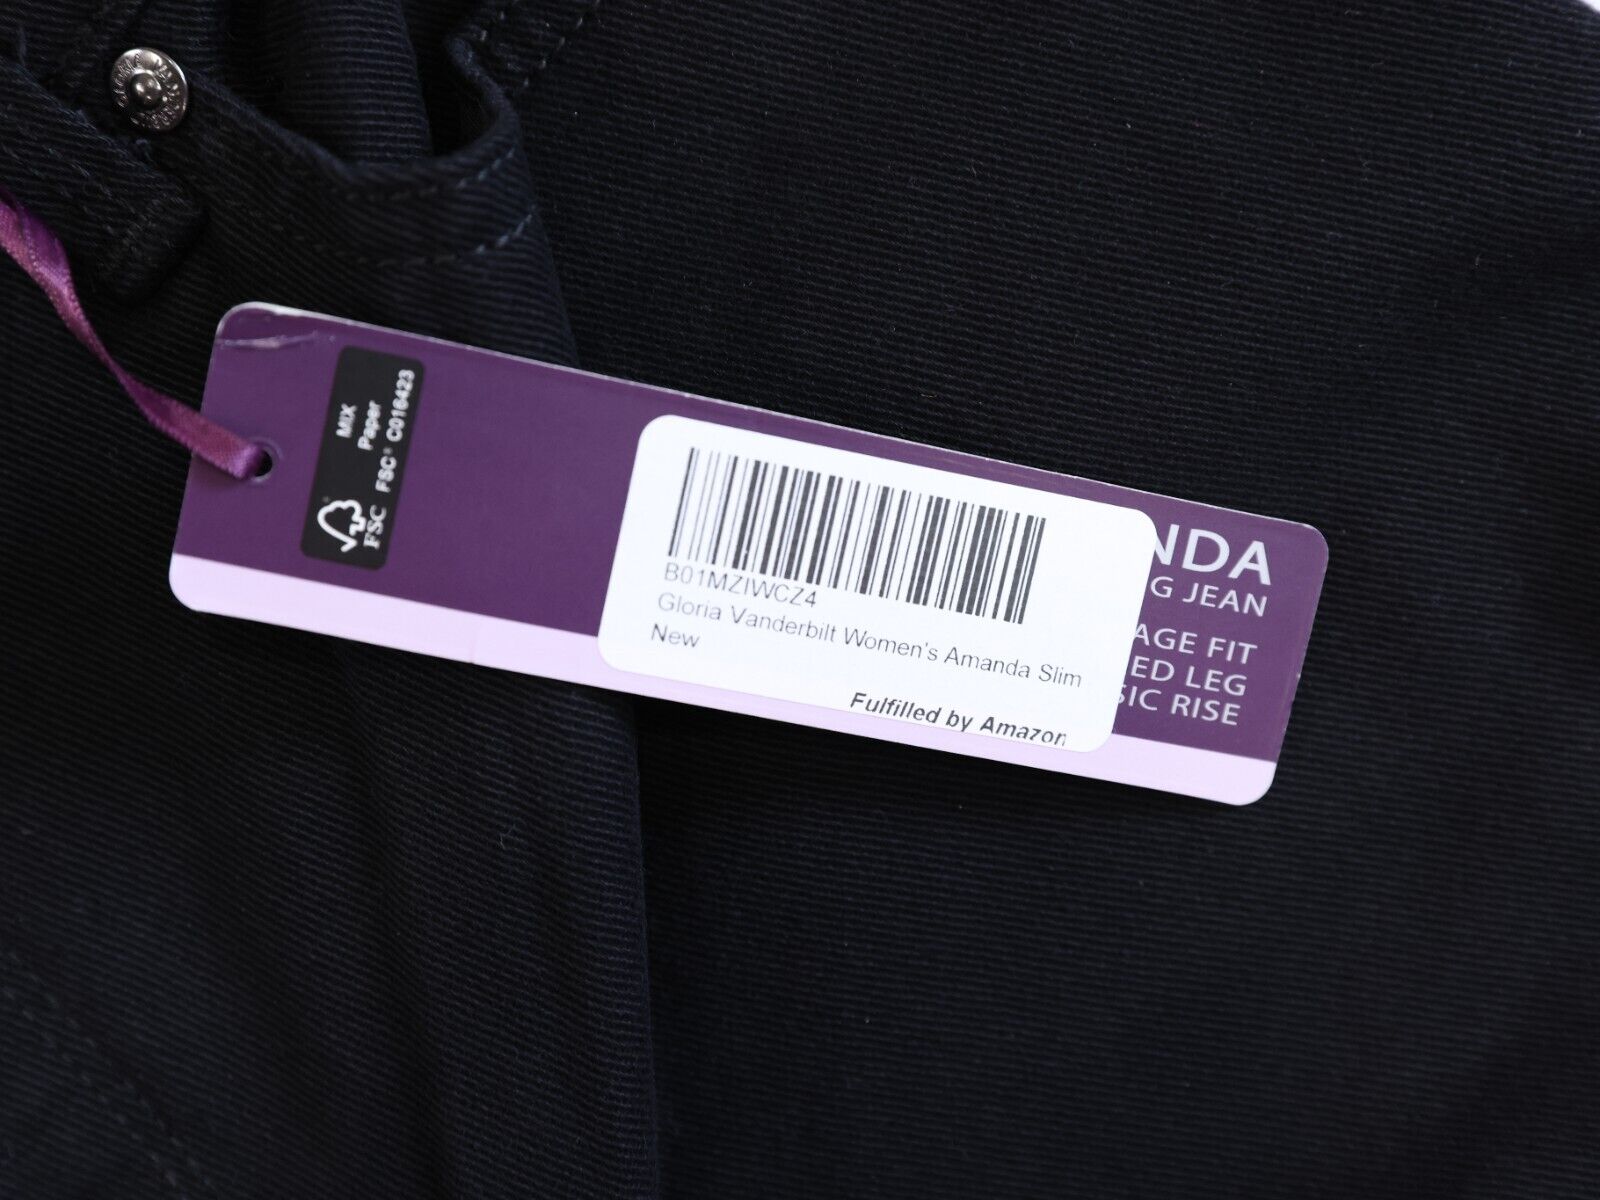 MIX
Paper
FSC® C016423
FSC
B01MZIWCZ4
Gloria Vanderbilt Women's Amanda Slim
New
Fulfilled by Amazon
NDA
G JEAN
AGE FIT
ED LEG
SIC RISE